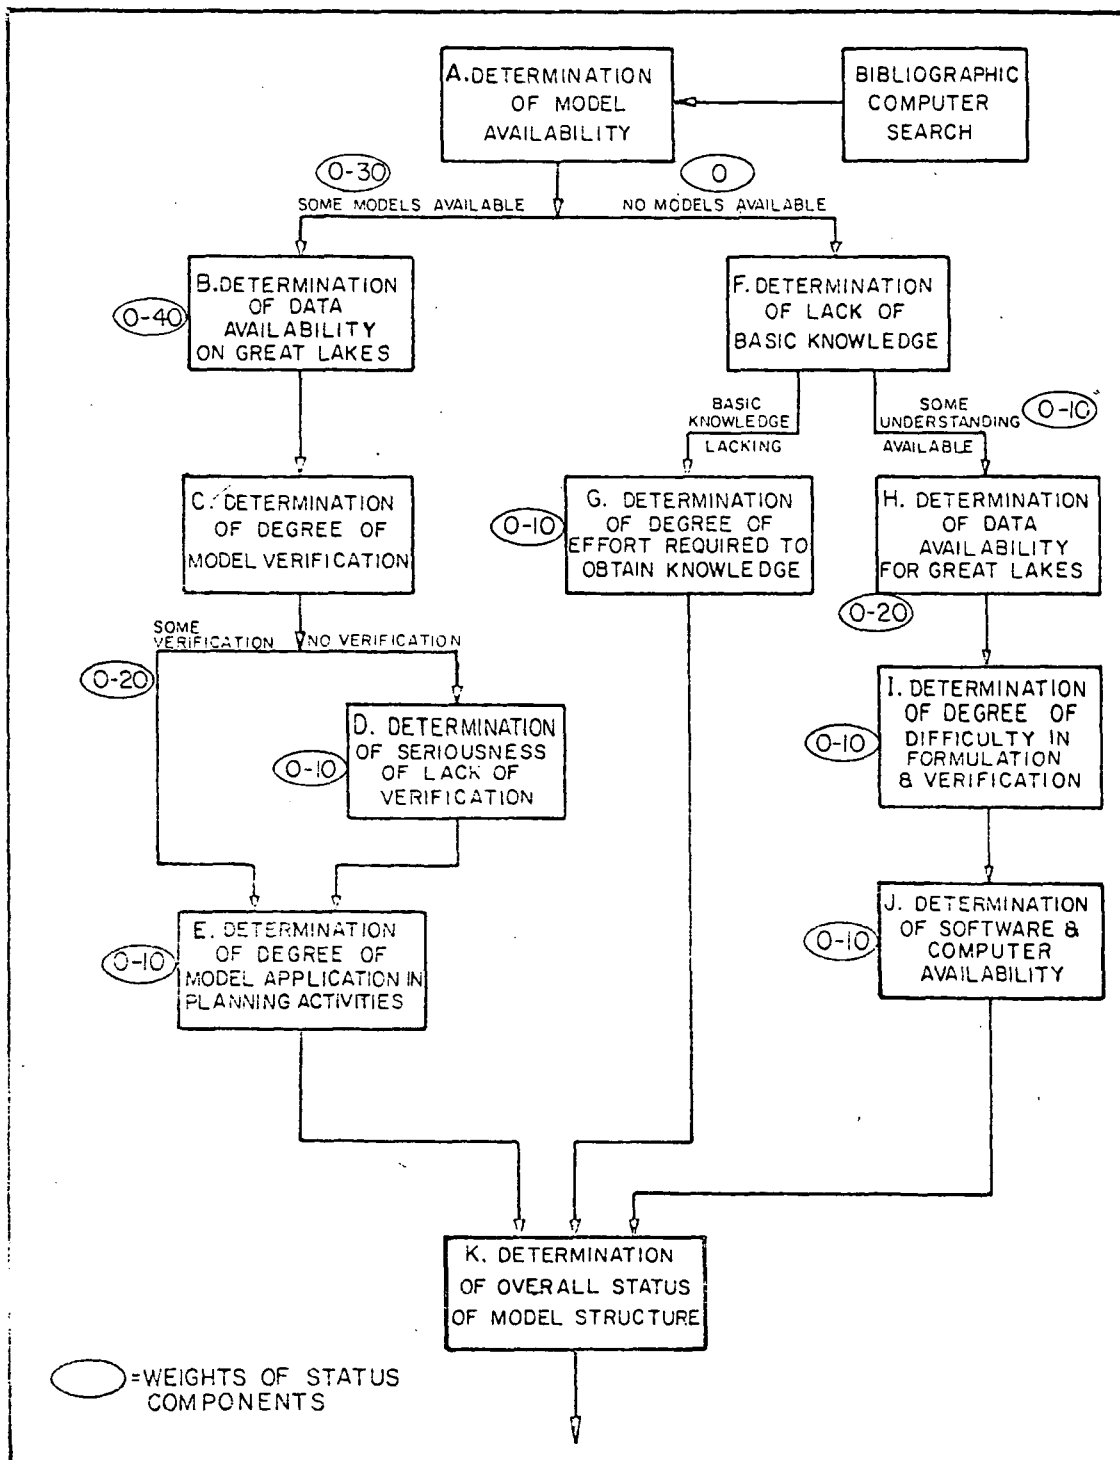 A. DETERMINATION
OF MODEL
AVAILABILITY
BIBLIOGRAPHIC
COMPUTER
SEARCH
0-30
0
SOME MODELS AVAILABLE
NO MODELS AVAILABLE
B. DETERMINATION
OF DATA
AVAILABILITY
ON GREAT LAKES
0-40
F. DETERMINATION
OF LACK OF
BASIC KNOWLEDGE
BASIC
KNOWLEDGE
LACKING
SOME
UNDERSTANDING
AVAILABLE
0-10
C. DETERMINATION
OF DEGREE OF
MODEL VERIFICATION
G. DETERMINATION
OF DEGREE OF
EFFORT REQUIRED TO
OBTAIN KNOWLEDGE
0-10
H. DETERMINATION
OF DATA
AVAILABILITY
FOR GREAT LAKES
0-20
SOME
VERIFICATION
NO VERIFICATION
0-20
D. DETERMINATION
OF SERIOUSNESS
OF LACK OF
VERIFICATION
0-10
I. DETERMINATION
OF DEGREE OF
DIFFICULTY IN
FORMULATION
& VERIFICATION
0-10
E. DETERMINATION
OF DEGREE OF
MODEL APPLICATION IN
PLANNING ACTIVITIES
0-10
J. DETERMINATION
OF SOFTWARE &
COMPUTER
AVAILABILITY
0-10
K. DETERMINATION
OF OVERALL STATUS
OF MODEL STRUCTURE
=WEIGHTS OF STATUS
COMPONENTS